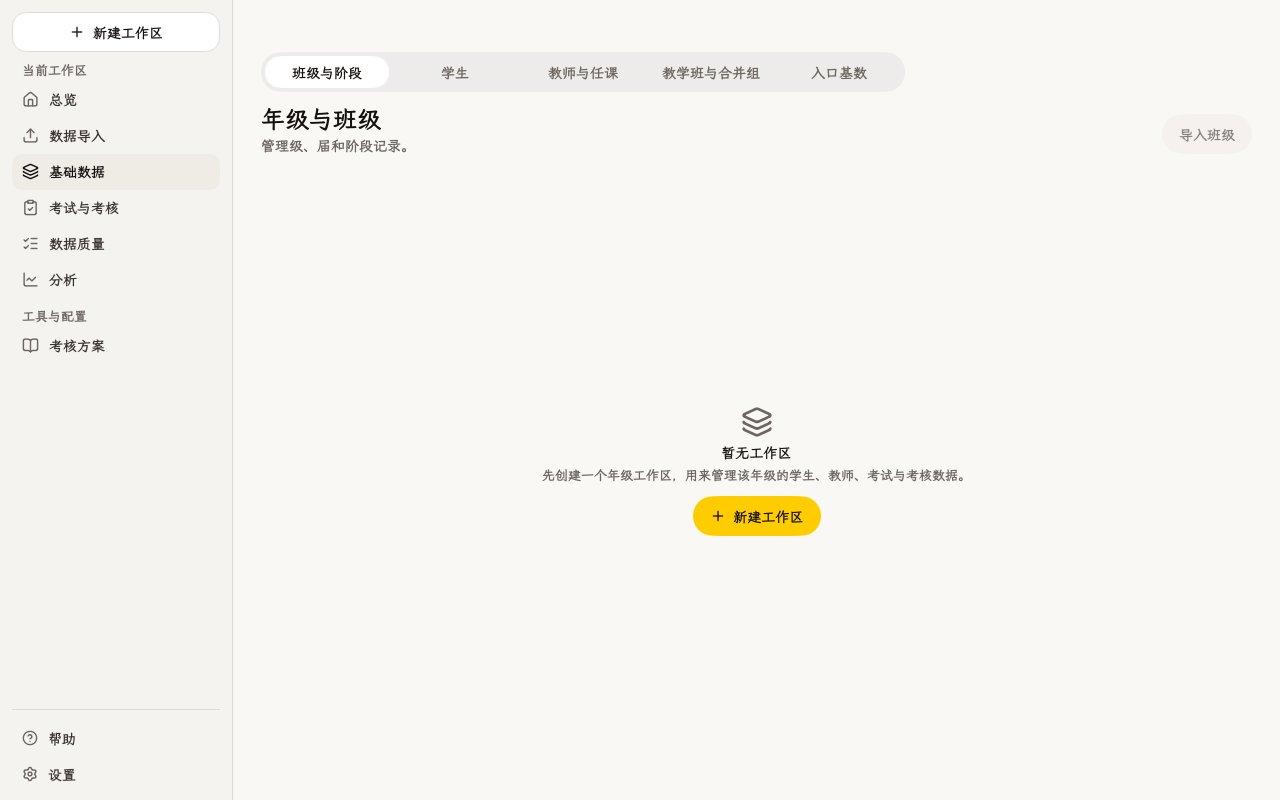 新建工作区
当前工作区
总览
数据导入
基础数据
考试与考核
数据质量
分析
工具与配置
考核方案
帮助
设置
班级与阶段
学生
教师与任课
教学班与合并组
入口基数
年级与班级
管理级、届和阶段记录。
导入班级
暂无工作区
先创建一个年级工作区，用来管理该年级的学生、教师、考试与考核数据。
新建工作区